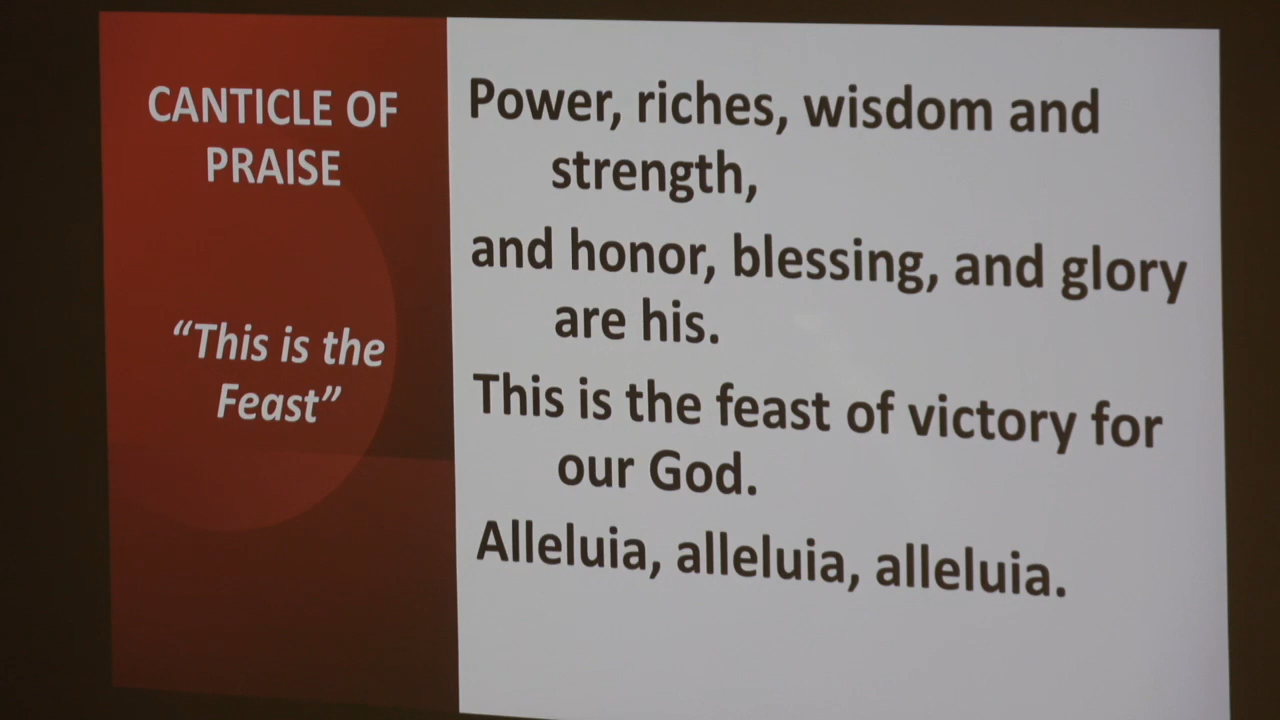 CANTICLE OF
PRAISE
“This is the
Feast”
Power, riches, wisdom and
strength,
and honor, blessing, and glory
are his.
This is the feast of victory for
our God.
Alleluia, alleluia, alleluia.